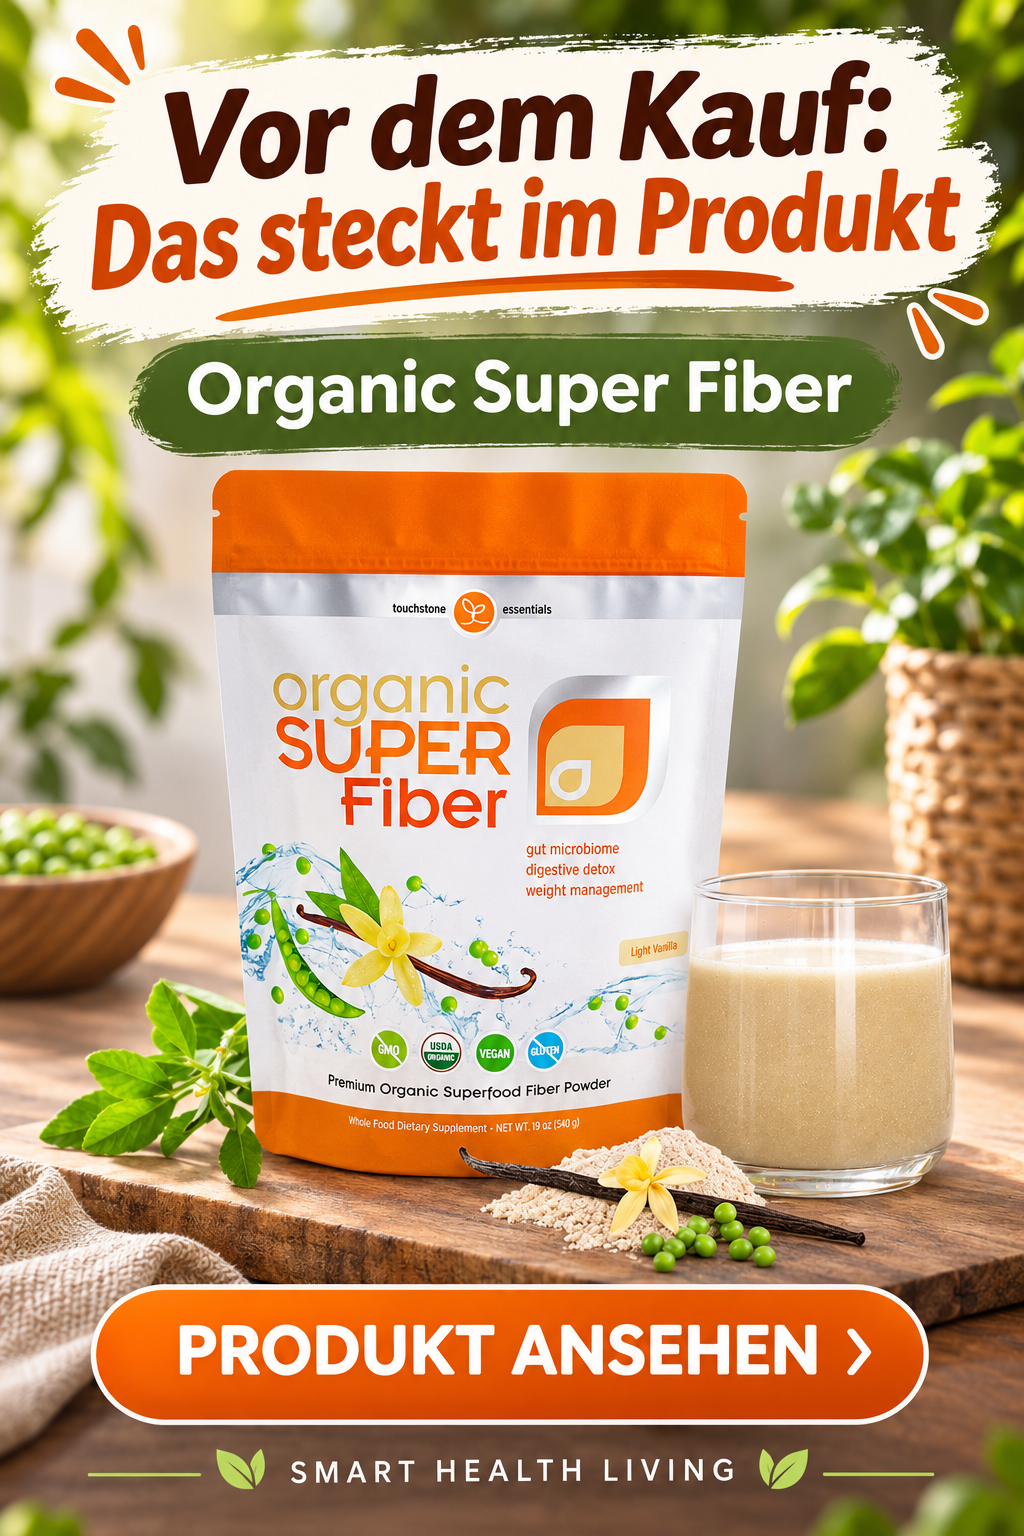 Vor dem Kauf:
Das steckt im Produkt
Organic Super Fiber
touchstone essentials
organic
SUPER
Fiber
gut microbiome
digestive detox
weight management
Light Vanilla
GMO
USDA
ORGANIC
VEGAN
GLUTEN
Premium Organic Superfood Fiber Powder
Whole Food Dietary Supplement - NET WT. 19 oz (540 g)
PRODUKT ANSEHEN
SMART HEALTH LIVING